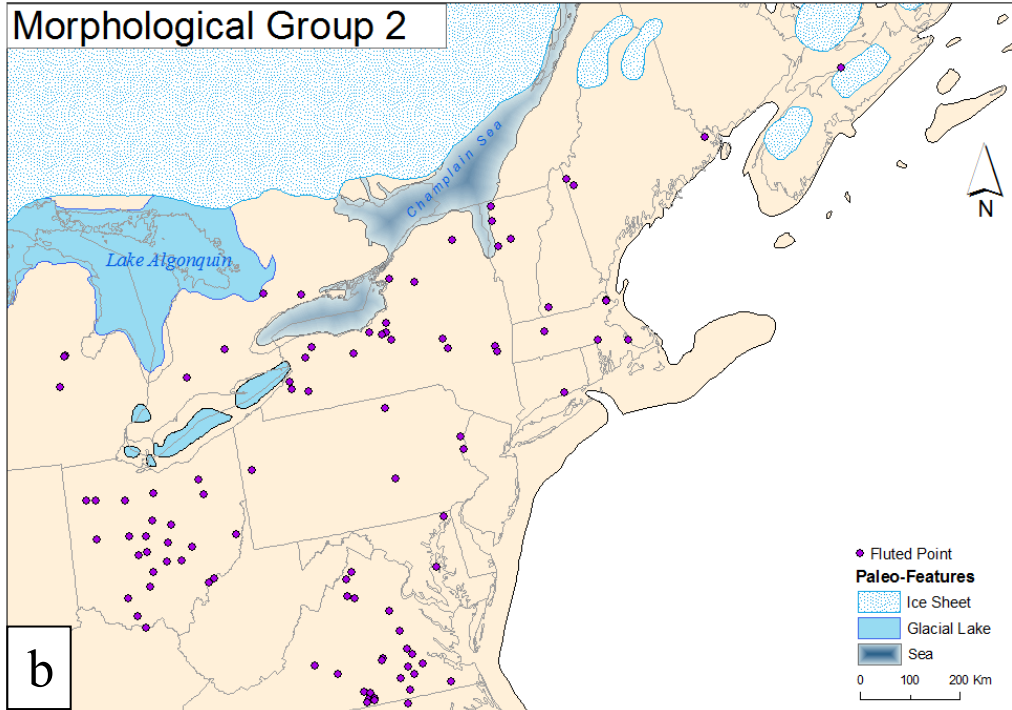 Morphological Group 2
Champlain Sea
N
Lake Algonquin
Fluted Point
Paleo-Features
Ice Sheet
Glacial Lake
Sea
0 100 200 Km
b